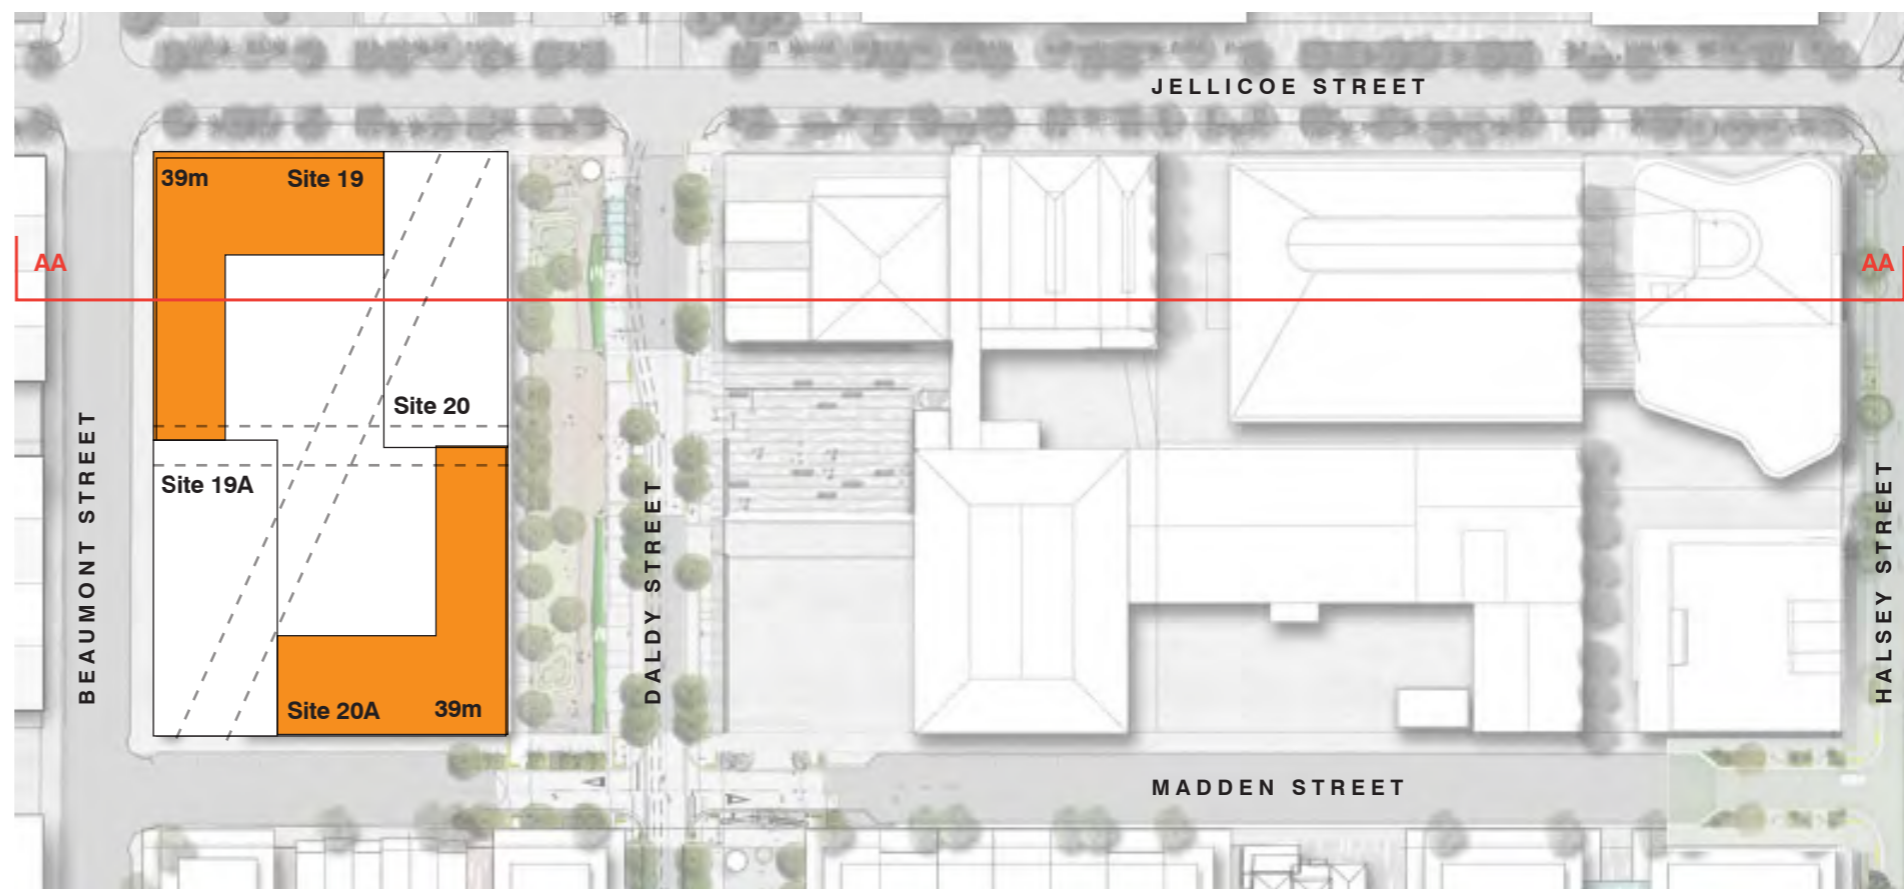 JELLICOE STREET
39m
Site 19
AA
AA
Site 20
Site 19A
BEAUMONT STREET
DALDY STREET
HALSEY STREET
Site 20A
39m
MADDEN STREET